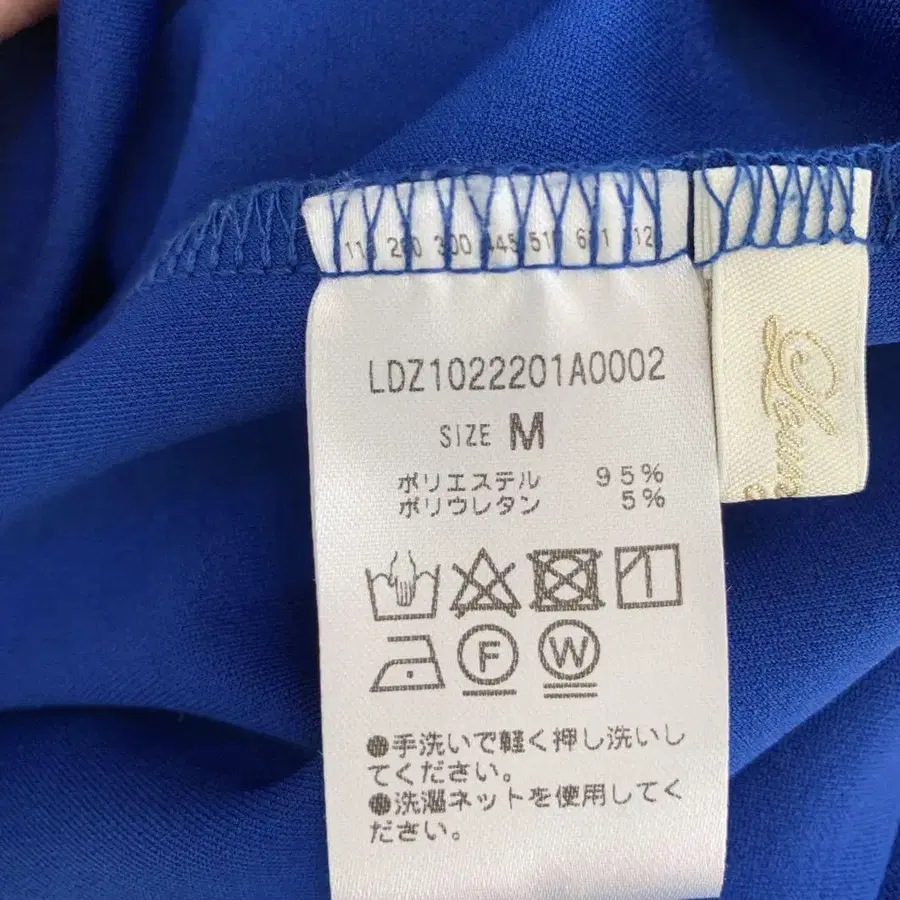 LDZ1022201A0002
SIZE M
ポリエステル 95%
ポリウレタン 5%
F W
●手洗いで軽く押し洗いし
てください。
●洗濯ネットを使用してく
ださい。